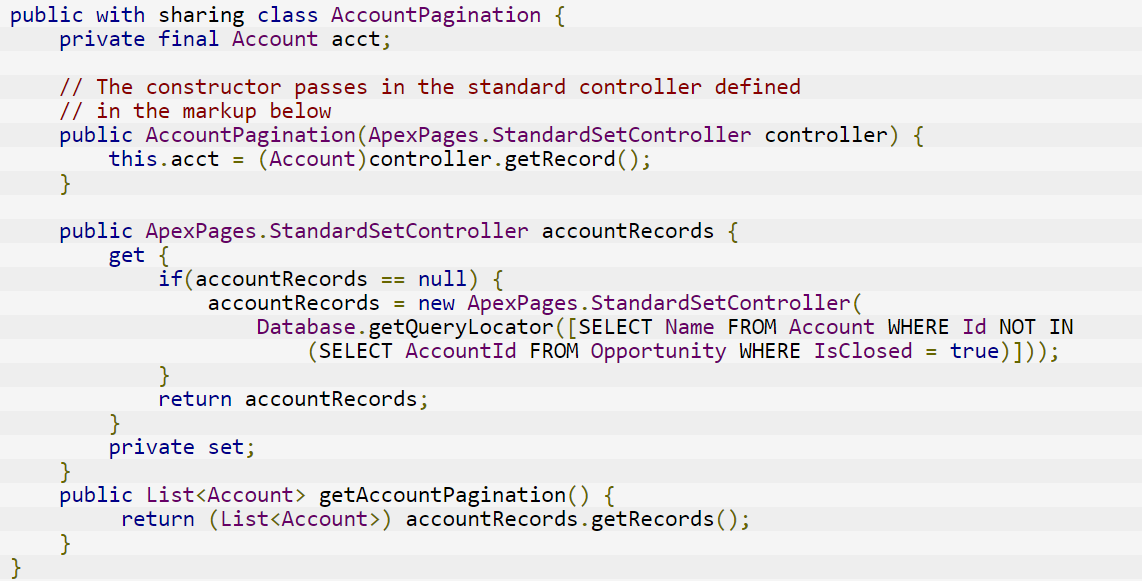 public with sharing class AccountPagination {
    private final Account acct;

    // The constructor passes in the standard controller defined
    // in the markup below
    public AccountPagination(ApexPages.StandardSetController controller) {
        this.acct = (Account)controller.getRecord();
    }

    public ApexPages.StandardSetController accountRecords {
        get {
            if(accountRecords == null) {
                accountRecords = new ApexPages.StandardSetController(
                    Database.getQueryLocator([SELECT Name FROM Account WHERE Id NOT IN
                        (SELECT AccountId FROM Opportunity WHERE IsClosed = true)]));
            }
            return accountRecords;
        }
        private set;
    }
    public List<Account> getAccountPagination() {
         return (List<Account>) accountRecords.getRecords();
    }
}